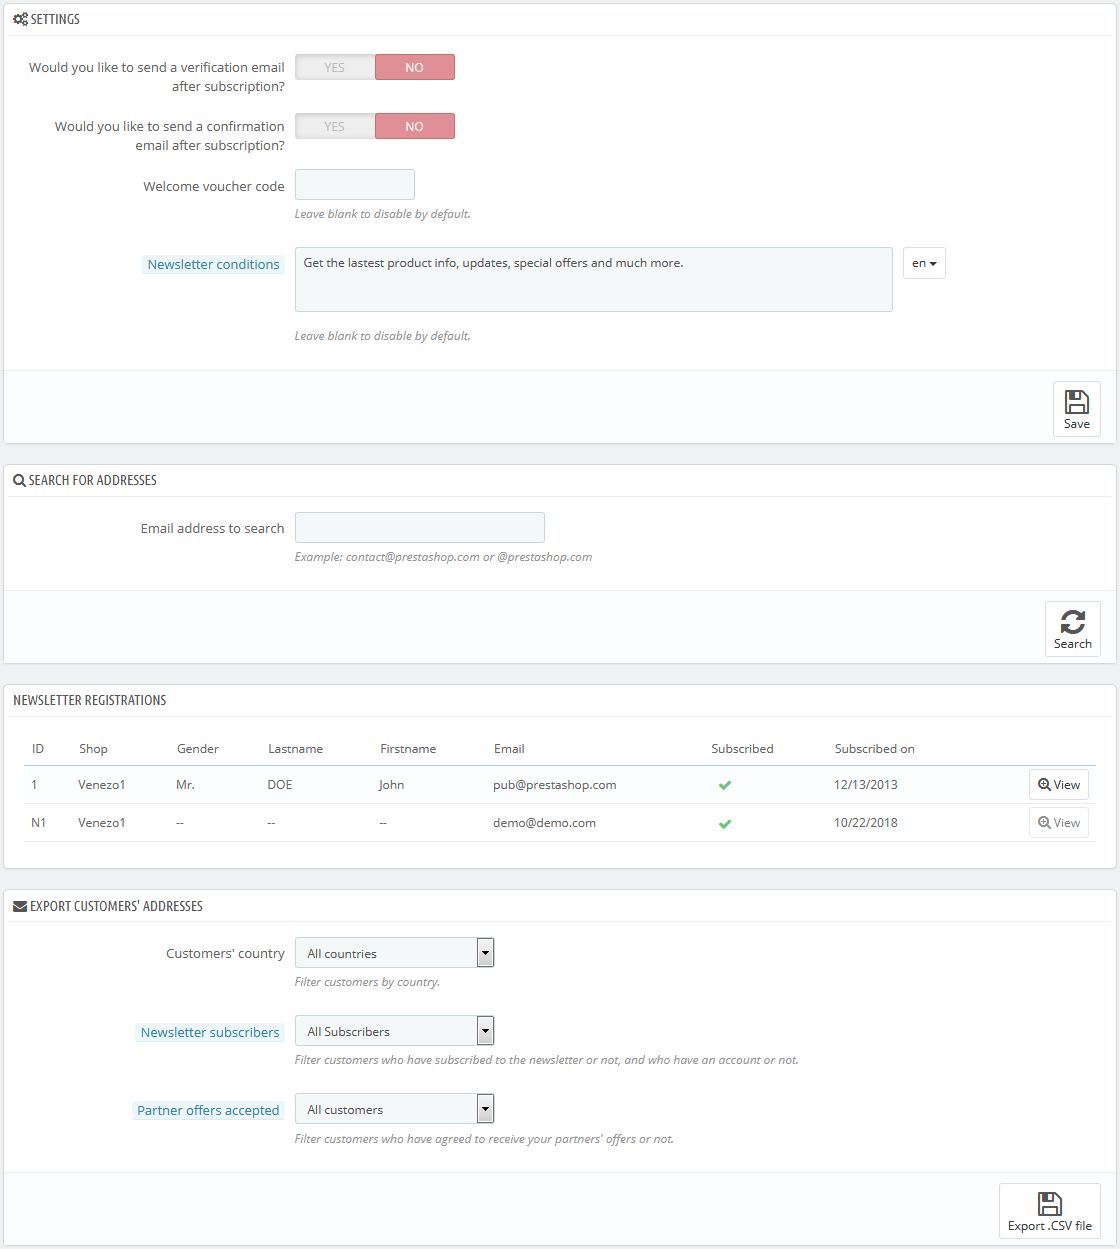 SETTINGS
Would you like to send a verification email
after subscription?
YES NO
Would you like to send a confirmation
email after subscription?
YES NO
Welcome voucher code
Leave blank to disable by default.
Newsletter conditions
Get the lastest product info, updates, special offers and much more.
en
Leave blank to disable by default.
Save
SEARCH FOR ADDRESSES
Email address to search
Example: contact@prestashop.com or @prestashop.com
Search
NEWSLETTER REGISTRATIONS
ID Shop Gender Lastname Firstname Email Subscribed Subscribed on
1 Venezo1 Mr. DOE John pub@prestashop.com 12/13/2013 View
N1 Venezo1 -- -- -- demo@demo.com 10/22/2018 View
EXPORT CUSTOMERS' ADDRESSES
Customers' country All countries
Filter customers by country.
Newsletter subscribers All Subscribers
Filter customers who have subscribed to the newsletter or not, and who have an account or not.
Partner offers accepted All customers
Filter customers who have agreed to receive your partners' offers or not.
Export .CSV file